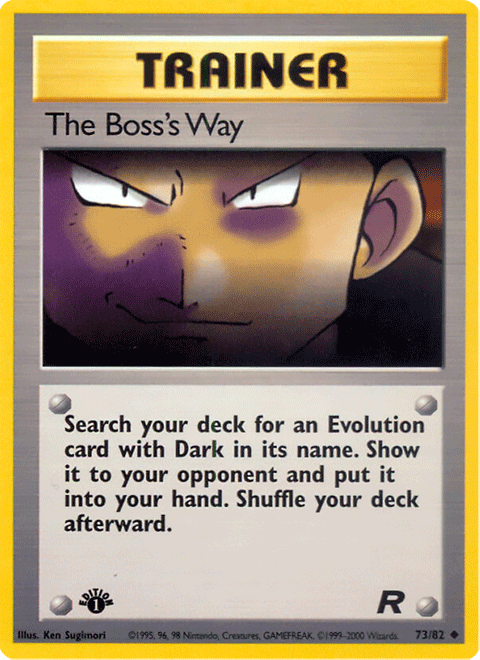 TRAINER
The Boss's Way
Search your deck for an Evolution
card with Dark in its name. Show
it to your opponent and put it
into your hand. Shuffle your deck
afterward.
EDITION
1
R
Illus. Ken Sugimori ©1995, 96, 98 Nintendo, Creatures, GAMEFREAK. ©1999-2000 Wizards. 73/82